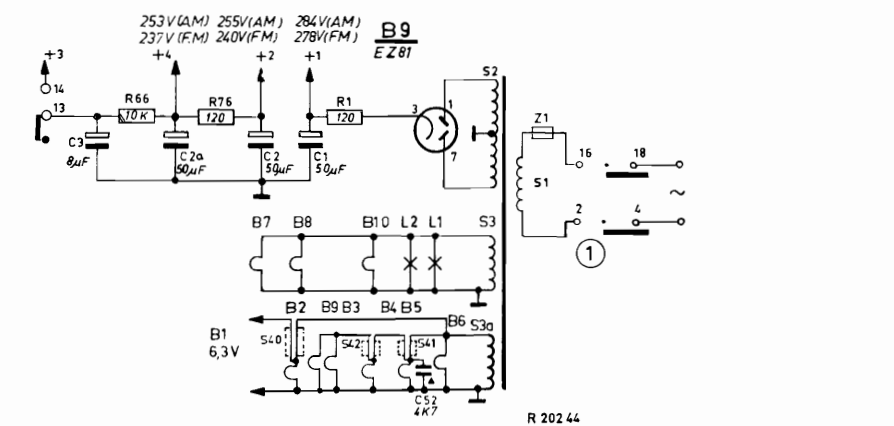 253V(AM) 255V(AM) 284V(AM)
237V(FM) 240V(FM) 278V(FM)
B9
EZ81
+3 +4 +2 +1
S2
14
R66 R76 R1
13 10K 120 120 3 1
C3 C2a C2 C1 7
8µF 50µF 50µF 50µF
Z1
16 18
S1
~
2 4
1
B7 B8 B10 L2 L1 S3
B2 B9 B3 B4 B5 B6 S3a
B1
6,3V
S40 S42 S41
C52
4K7
R 202 44